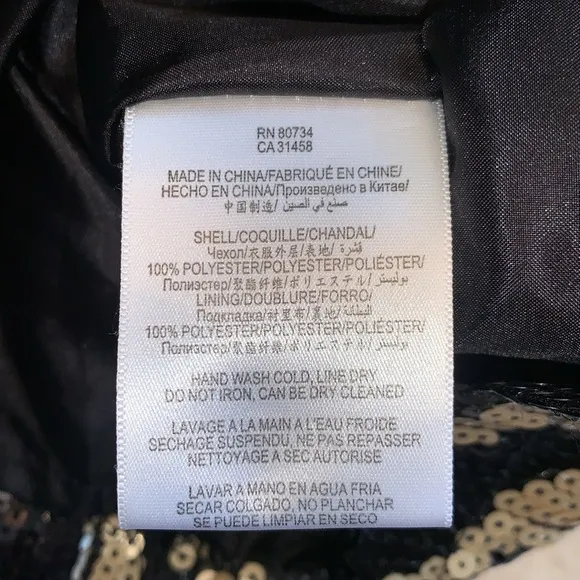 RN 80734
CA 31458
MADE IN CHINA/FABRIQUÉ EN CHINE/
HECHO EN CHINA/Произведено в Китае/
中国制造/ صنع في الصين/
SHELL/COQUILLE/CHANDAL/
Чехол/衣服外层/表地/ قشرة/
100% POLYESTER/POLYESTER/POLIÉSTER/
Полиэстер/聚酯纤维/ポリエステル/ بوليستر/
LINING/DOUBLURE/FORRO/
Подкладка/衬里布/裏地/ البطانة/
100% POLYESTER/POLYESTER/POLIÉSTER/
Полиэстер/聚酯纤维/ポリエステル/ بوليستر/
HAND WASH COLD, LINE DRY
DO NOT IRON, CAN BE DRY CLEANED
LAVAGE A LA MAIN A L'EAU FROIDE
SECHAGE SUSPENDU, NE PAS REPASSER
NETTOYAGE A SEC AUTORISE
LAVAR A MANO EN AGUA FRIA
SECAR COLGADO, NO PLANCHAR
SE PUEDE LIMPIAR EN SECO